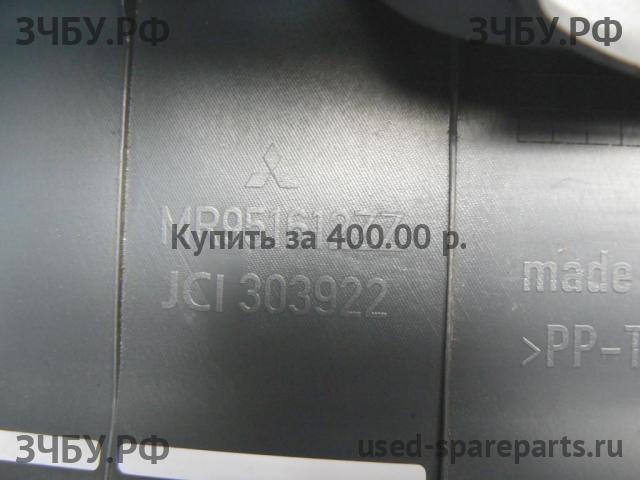 ЗЧБУ.РФ ЗЧБУ.РФ
Купить за 400.00 р.
JCI 303922
made
>PP-T
ЗЧБУ.РФ used-spareparts.ru